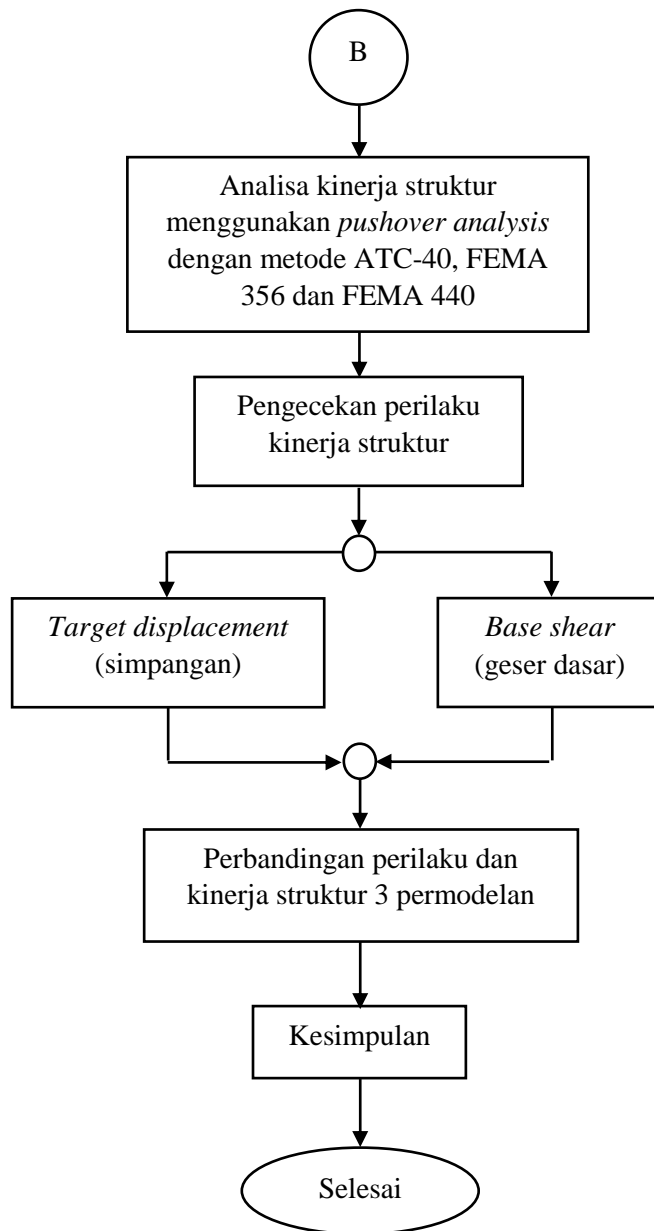 B
Analisa kinerja struktur
menggunakan pushover analysis
dengan metode ATC-40, FEMA
356 dan FEMA 440
Pengecekan perilaku
kinerja struktur
Target displacement
(simpangan)
Base shear
(geser dasar)
Perbandingan perilaku dan
kinerja struktur 3 permodelan
Kesimpulan
Selesai